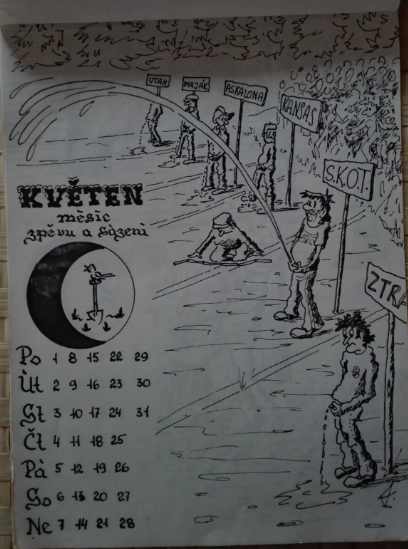 UTAH
MAJÁK
ASKALONA
KANSAS
S.K.O.T.
ZTRA
KVĚTEN
měsíc
zpěvu a sázení
Po 1 8 15 22 29
Út 2 9 16 23 30
St 3 10 17 24 31
Čt 4 11 18 25
Pá 5 12 19 26
So 6 13 20 27
Ne 7 14 21 28